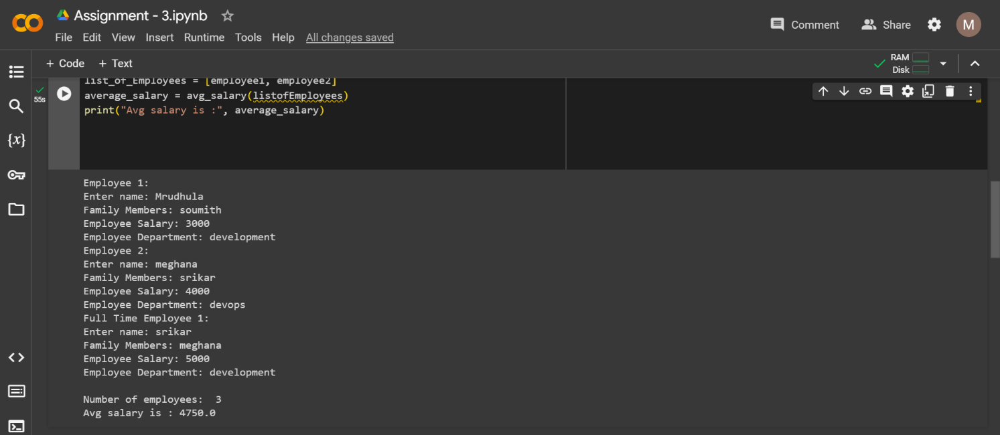 Assignment - 3.ipynb
Comment
Share
M
File Edit View Insert Runtime Tools Help All changes saved
+ Code + Text
RAM
Disk
list_of_Employees = [employee1, employee2]
55s
average_salary = avg_salary(listofEmployees)
print("Avg salary is :", average_salary)
{x}
Employee 1:
Enter name: Mrudhula
Family Members: soumith
Employee Salary: 3000
Employee Department: development
Employee 2:
Enter name: meghana
Family Members: srikar
Employee Salary: 4000
Employee Department: devops
Full Time Employee 1:
Enter name: srikar
Family Members: meghana
Employee Salary: 5000
Employee Department: development
Number of employees:  3
Avg salary is : 4750.0